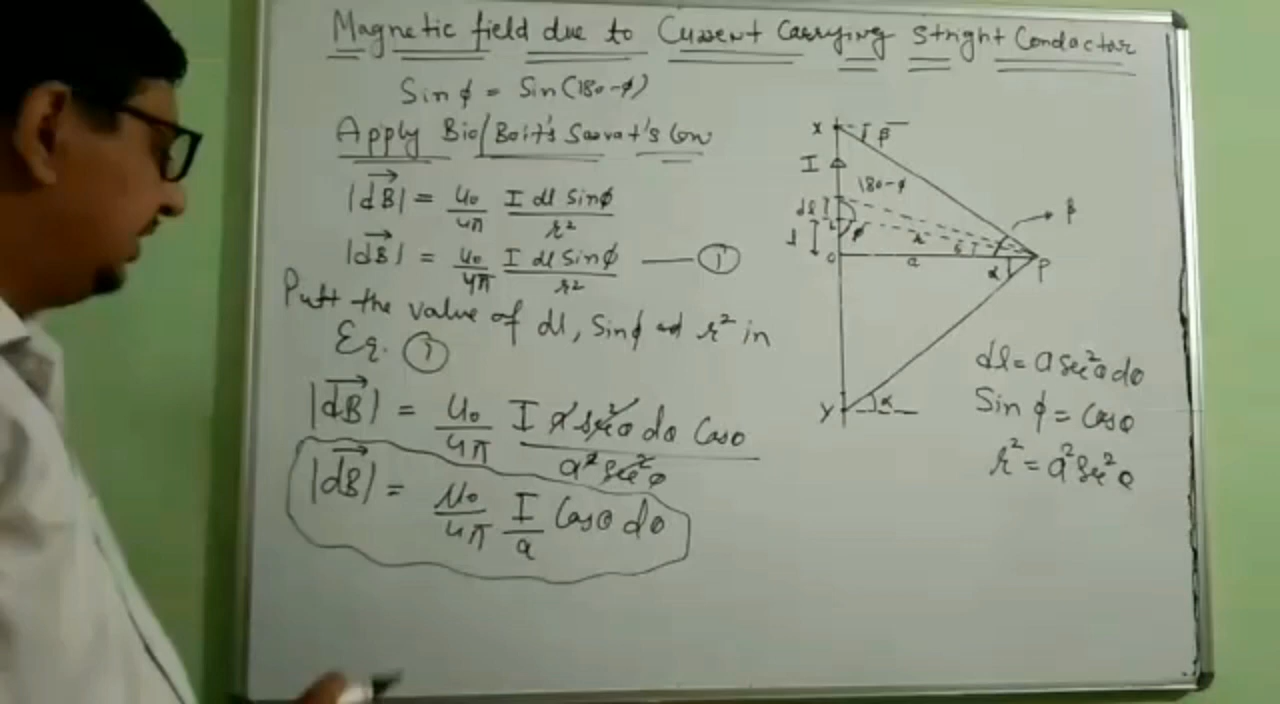 Magnetic field due to Current Carrying Stright Conductor
Sin ϕ = Sin(180-ϕ)
Apply Bio/Boit's Saavat's Law
|dB| = μ₀/4π I dl Sinϕ/r²
|dB| = μ₀/4π I dl Sinϕ/r² — ①
Putt the value of dl, Sinϕ ad r² in
Eq. ①
|dB| = μ₀/4π I a sec²θ dθ Cosθ/a² sec²θ
|dB| = μ₀/4π I/a Cosθ dθ
X β
I
180-ϕ
dl
β
l ϕ r θ
O a α P
Y α
dl = a sec²θ dθ
Sin ϕ = Cosθ
r² = a² sec²θ